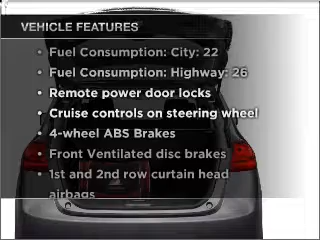 VEHICLE FEATURES
• Fuel Consumption: City: 22
• Fuel Consumption: Highway: 26
• Remote power door locks
• Cruise controls on steering wheel
• 4-wheel ABS Brakes
• Front Ventilated disc brakes
• 1st and 2nd row curtain head
airbags